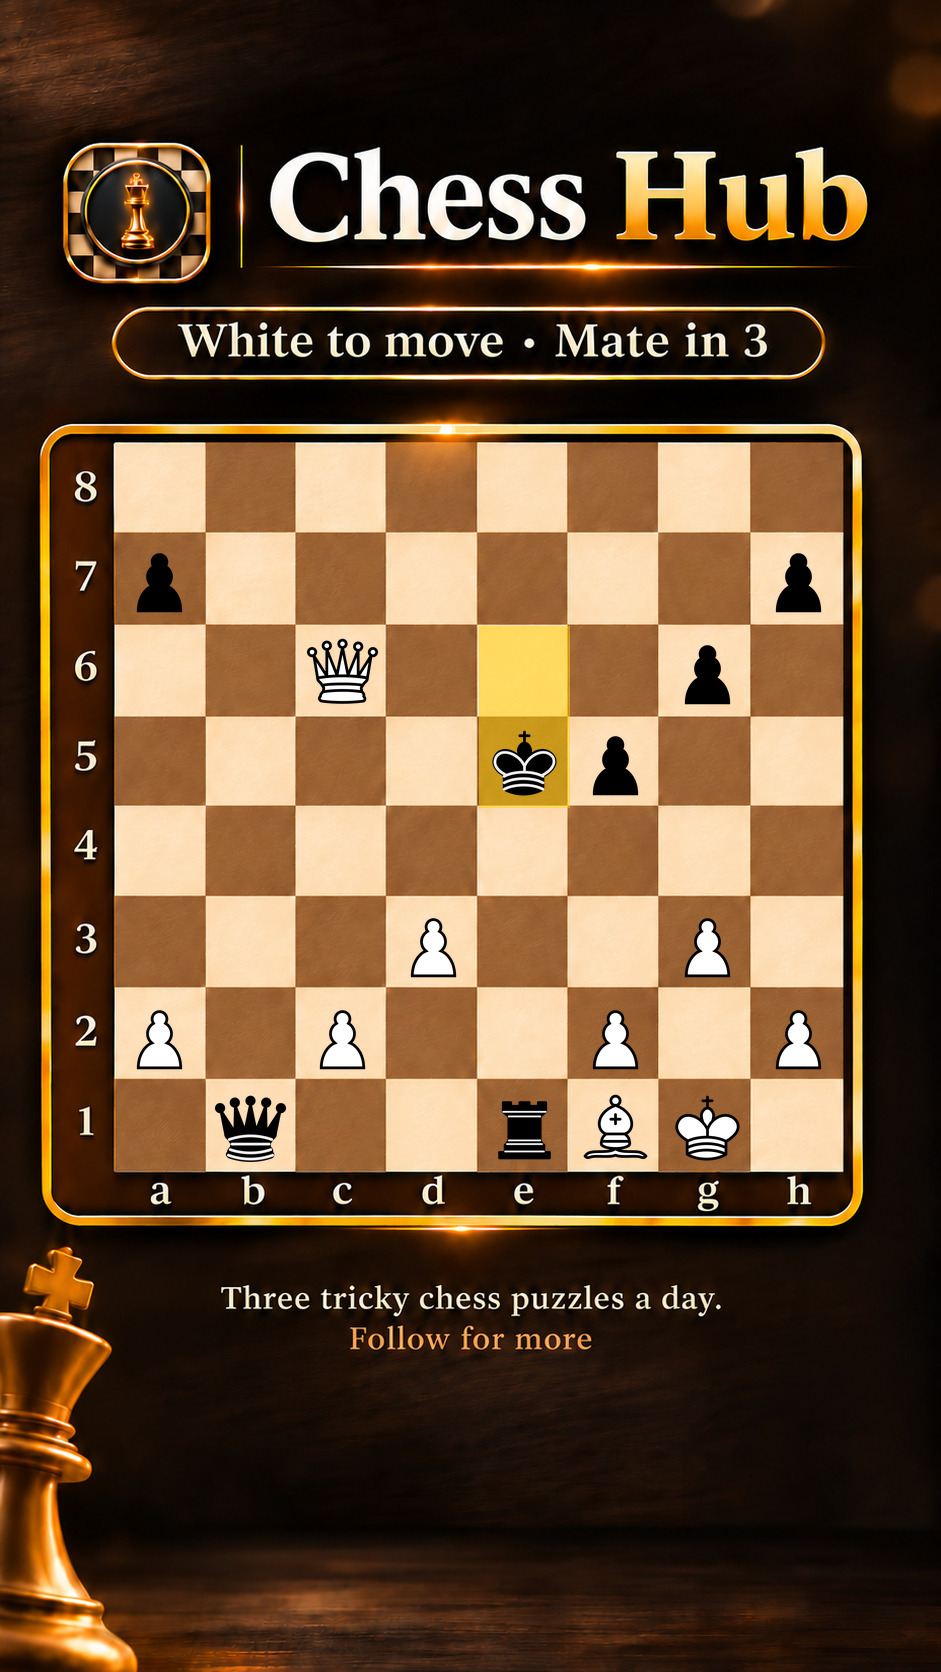 Chess Hub
White to move • Mate in 3
8
7
6
5
4
3
2
1
a b c d e f g h
Three tricky chess puzzles a day.
Follow for more